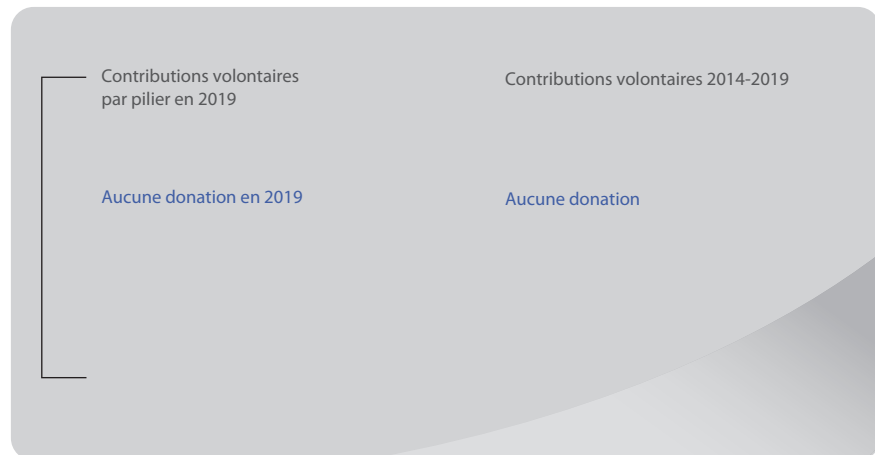 Contributions volontaires
par pilier en 2019
Contributions volontaires 2014-2019
Aucune donation en 2019
Aucune donation